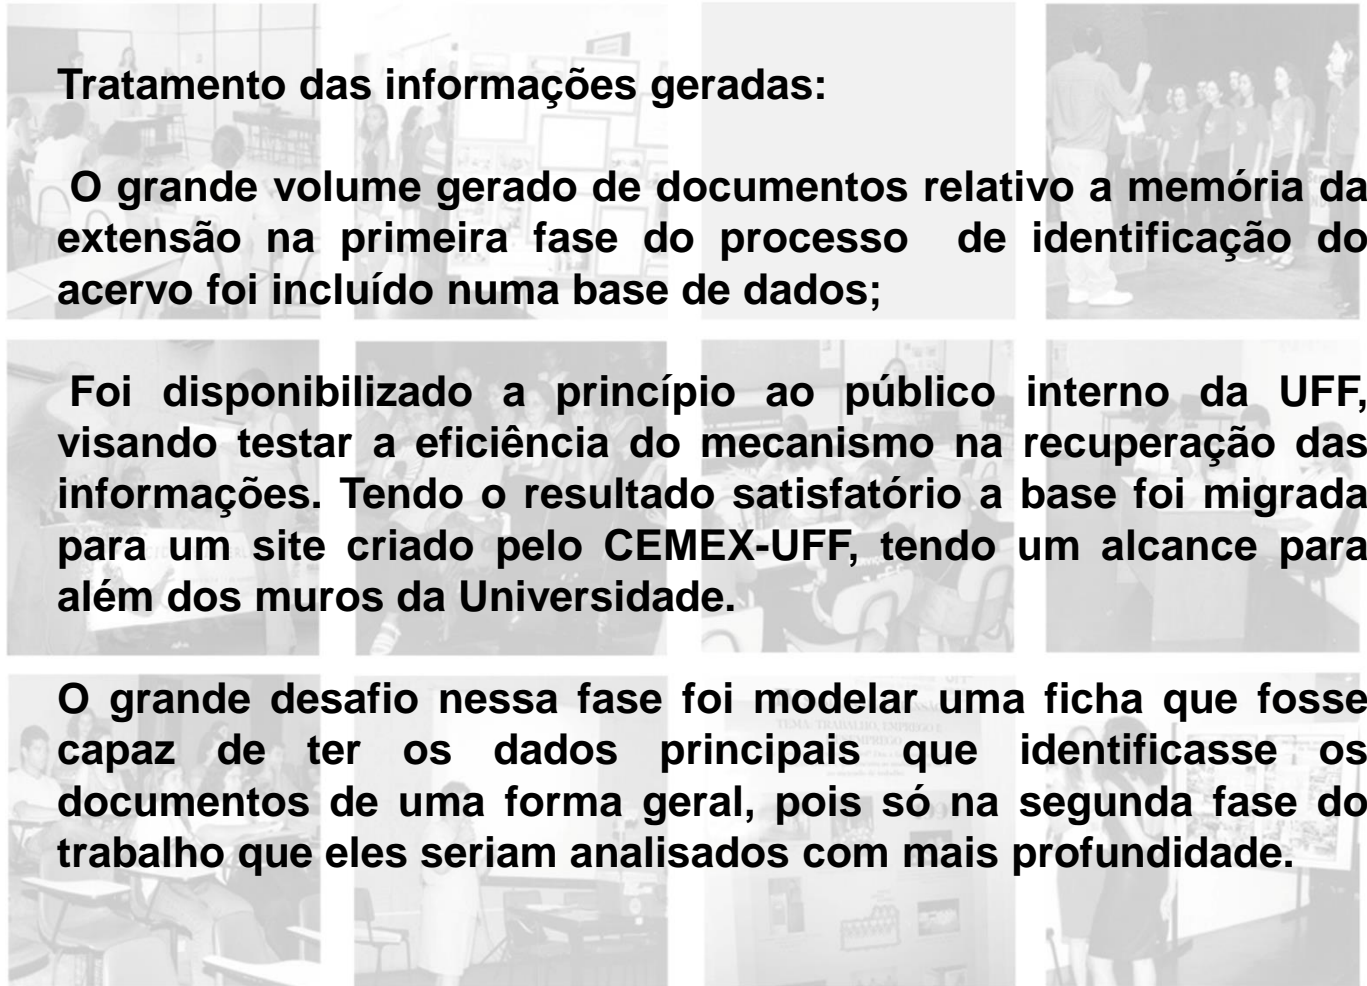 Tratamento das informações geradas:
O grande volume gerado de documentos relativo a memória da
extensão na primeira fase do processo de identificação do
acervo foi incluído numa base de dados;
Foi disponibilizado a princípio ao público interno da UFF,
visando testar a eficiência do mecanismo na recuperação das
informações. Tendo o resultado satisfatório a base foi migrada
para um site criado pelo CEMEX-UFF, tendo um alcance para
além dos muros da Universidade.
O grande desafio nessa fase foi modelar uma ficha que fosse
capaz de ter os dados principais que identificasse os
documentos de uma forma geral, pois só na segunda fase do
trabalho que eles seriam analisados com mais profundidade.
TEMA: TRABALHO, EMPREGO E